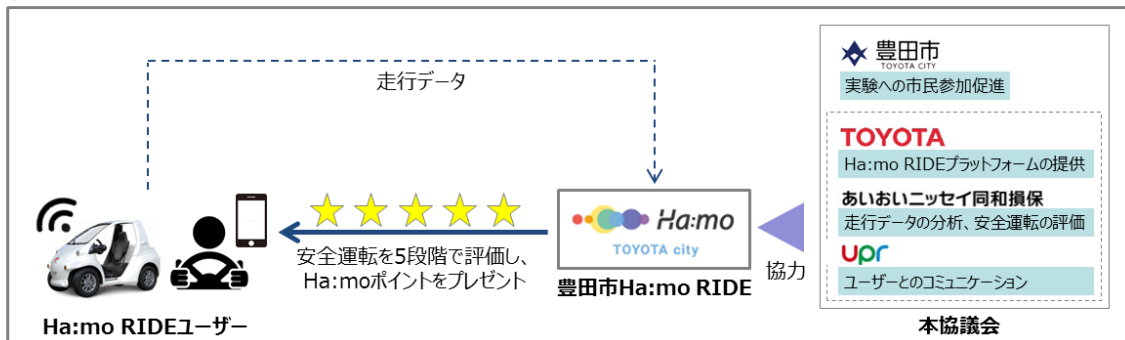 走行データ
安全運転を5段階で評価し、
Ha:moポイントをプレゼント
Ha:mo RIDEユーザー
Ha:mo
TOYOTA city
豊田市Ha:mo RIDE
協力
豊田市
TOYOTA CITY
実験への市民参加促進
TOYOTA
Ha:mo RIDEプラットフォームの提供
あいおいニッセイ同和損保
走行データの分析、安全運転の評価
upr
ユーザーとのコミュニケーション
本協議会